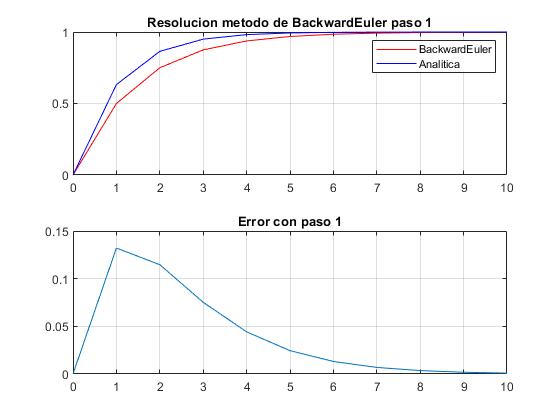 Resolucion metodo de BackwardEuler paso 1
1
0.5
0
BackwardEuler
Analitica
0 1 2 3 4 5 6 7 8 9 10
Error con paso 1
0.15
0.1
0.05
0
0 1 2 3 4 5 6 7 8 9 10